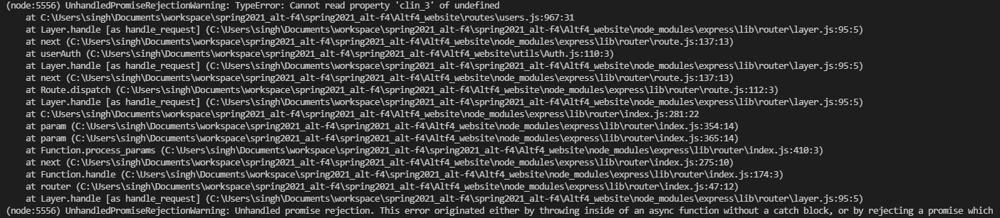 (node:5556) UnhandledPromiseRejectionWarning: TypeError: Cannot read property 'clin_3' of undefined
    at C:\Users\singh\Documents\workspace\spring2021_alt-f4\spring2021_alt-f4\Altf4_website\routes\users.js:967:31
    at Layer.handle [as handle_request] (C:\Users\singh\Documents\workspace\spring2021_alt-f4\spring2021_alt-f4\Altf4_website\node_modules\express\lib\router\layer.js:95:5)
    at next (C:\Users\singh\Documents\workspace\spring2021_alt-f4\spring2021_alt-f4\Altf4_website\node_modules\express\lib\router\route.js:137:13)
    at userAuth (C:\Users\singh\Documents\workspace\spring2021_alt-f4\spring2021_alt-f4\Altf4_website\utils\Auth.js:110:3)
    at Layer.handle [as handle_request] (C:\Users\singh\Documents\workspace\spring2021_alt-f4\spring2021_alt-f4\Altf4_website\node_modules\express\lib\router\layer.js:95:5)
    at next (C:\Users\singh\Documents\workspace\spring2021_alt-f4\spring2021_alt-f4\Altf4_website\node_modules\express\lib\router\route.js:137:13)
    at Route.dispatch (C:\Users\singh\Documents\workspace\spring2021_alt-f4\spring2021_alt-f4\Altf4_website\node_modules\express\lib\router\route.js:112:3)
    at Layer.handle [as handle_request] (C:\Users\singh\Documents\workspace\spring2021_alt-f4\spring2021_alt-f4\Altf4_website\node_modules\express\lib\router\layer.js:95:5)
    at C:\Users\singh\Documents\workspace\spring2021_alt-f4\spring2021_alt-f4\Altf4_website\node_modules\express\lib\router\index.js:281:22
    at param (C:\Users\singh\Documents\workspace\spring2021_alt-f4\spring2021_alt-f4\Altf4_website\node_modules\express\lib\router\index.js:354:14)
    at param (C:\Users\singh\Documents\workspace\spring2021_alt-f4\spring2021_alt-f4\Altf4_website\node_modules\express\lib\router\index.js:365:14)
    at Function.process_params (C:\Users\singh\Documents\workspace\spring2021_alt-f4\spring2021_alt-f4\Altf4_website\node_modules\express\lib\router\index.js:410:3)
    at next (C:\Users\singh\Documents\workspace\spring2021_alt-f4\spring2021_alt-f4\Altf4_website\node_modules\express\lib\router\index.js:275:10)
    at Function.handle (C:\Users\singh\Documents\workspace\spring2021_alt-f4\spring2021_alt-f4\Altf4_website\node_modules\express\lib\router\index.js:174:3)
    at router (C:\Users\singh\Documents\workspace\spring2021_alt-f4\spring2021_alt-f4\Altf4_website\node_modules\express\lib\router\index.js:47:12)
    at Layer.handle [as handle_request] (C:\Users\singh\Documents\workspace\spring2021_alt-f4\spring2021_alt-f4\Altf4_website\node_modules\express\lib\router\layer.js:95:5)
(node:5556) UnhandledPromiseRejectionWarning: Unhandled promise rejection. This error originated either by throwing inside of an async function without a catch block, or by rejecting a promise which